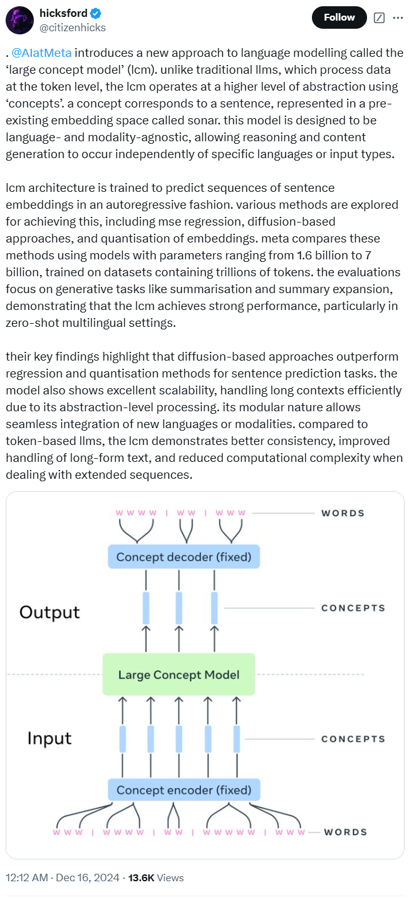 hicksford
@citizenhicks
Follow
. @AIatMeta introduces a new approach to language modelling called the
'large concept model' (lcm). unlike traditional llms, which process data
at the token level, the lcm operates at a higher level of abstraction using
'concepts'. a concept corresponds to a sentence, represented in a pre-
existing embedding space called sonar. this model is designed to be
language- and modality-agnostic, allowing reasoning and content
generation to occur independently of specific languages or input types.
lcm architecture is trained to predict sequences of sentence
embeddings in an autoregressive fashion. various methods are explored
for achieving this, including mse regression, diffusion-based
approaches, and quantisation of embeddings. meta compares these
methods using models with parameters ranging from 1.6 billion to 7
billion, trained on datasets containing trillions of tokens. the evaluations
focus on generative tasks like summarisation and summary expansion,
demonstrating that the lcm achieves strong performance, particularly in
zero-shot multilingual settings.
their key findings highlight that diffusion-based approaches outperform
regression and quantisation methods for sentence prediction tasks. the
model also shows excellent scalability, handling long contexts efficiently
due to its abstraction-level processing. its modular nature allows
seamless integration of new languages or modalities. compared to
token-based llms, the lcm demonstrates better consistency, improved
handling of long-form text, and reduced computational complexity when
dealing with extended sequences.
W W W W | W W | W W W WORDS
Concept decoder (fixed)
Output
CONCEPTS
Large Concept Model
Input
CONCEPTS
Concept encoder (fixed)
W W W | W W W W | W W | W W W W W | W W W WORDS
12:12 AM · Dec 16, 2024 · 13.6K Views